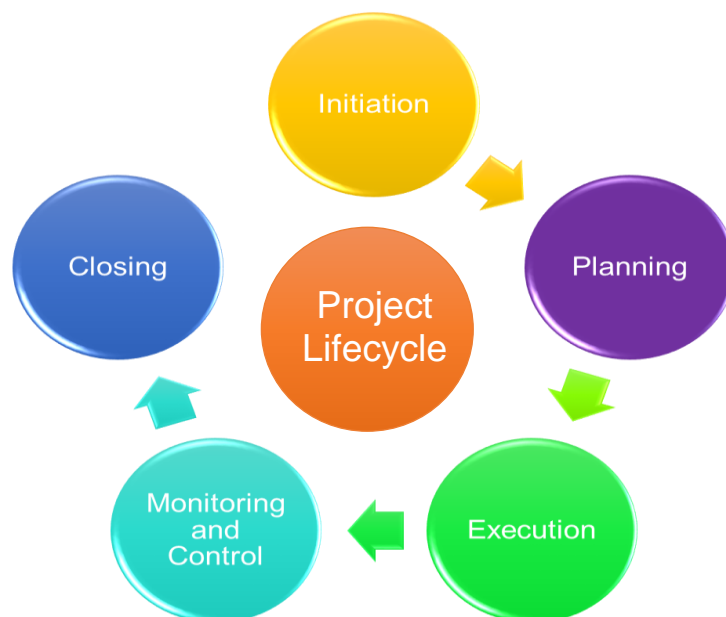 Initiation
Planning
Execution
Monitoring
and
Control
Closing
Project
Lifecycle